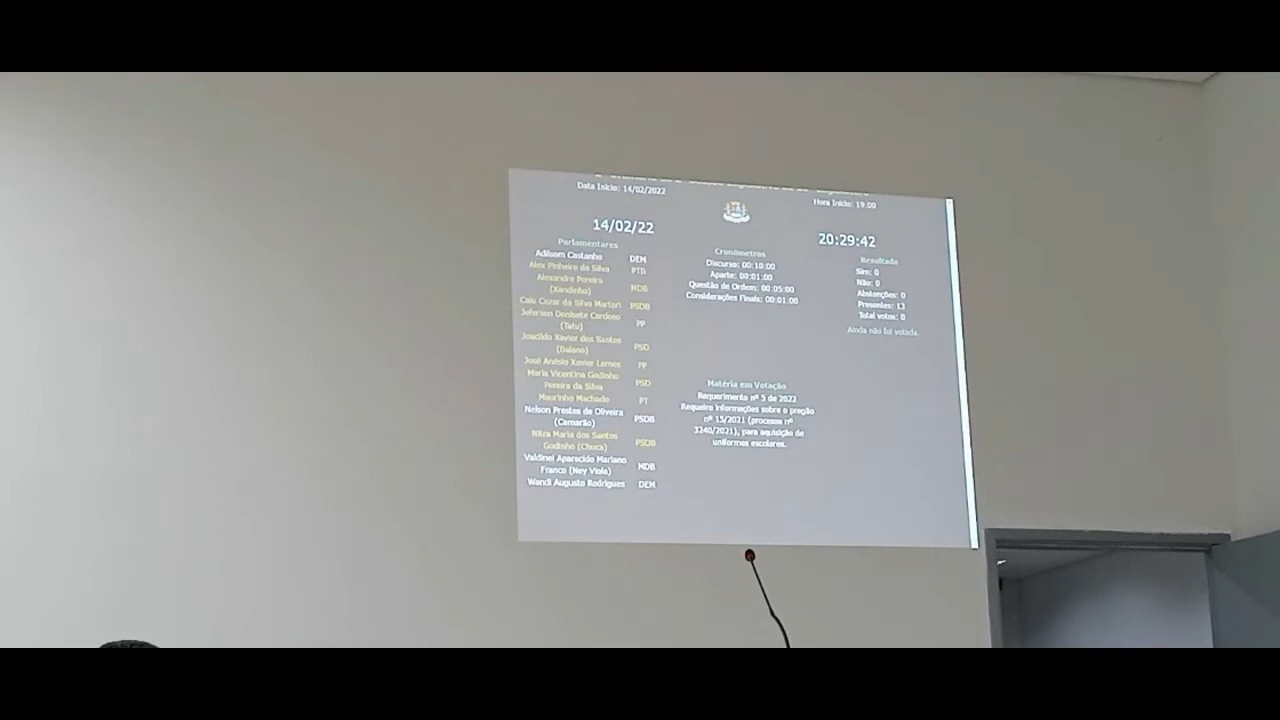 Data Início: 14/02/2022
Hora Início: 19:00
14/02/22
20:29:42
Parlamentares
Adilsom Castanho DEM
Alex Pinheiro da Silva PTB
Alexandre Pereira
(Xandinho) MDB
Caio Cezar da Silva Martori PSDB
Jeferson Donisete Cardoso
(Tatu) PP
Joacildo Xavier dos Santos
(Baiano) PSD
José Anésio Xavier Lemes PP
Maria Vicentina Godinho
Pereira da Silva PSD
Maurinho Machado PT
Nelson Prestes de Oliveira
(Camarão) PSDB
Nilza Maria dos Santos
Godinho (Chuca) PSDB
Valdinei Aparecido Mariano
Franco (Ney Viola) MDB
Wandi Augusto Rodrigues DEM
Cronômetros
Discurso: 00:10:00
Aparte: 00:01:00
Questão de Ordem: 00:05:00
Considerações Finais: 00:01:00
Matéria em Votação
Requerimento nº 5 de 2022
Requeiro informações sobre o pregão
nº 15/2021 (processo nº
3240/2021), para aquisição de
uniformes escolares.
Resultado
Sim: 0
Não: 0
Abstenções: 0
Presentes: 13
Total votos: 0
Ainda não foi votada.